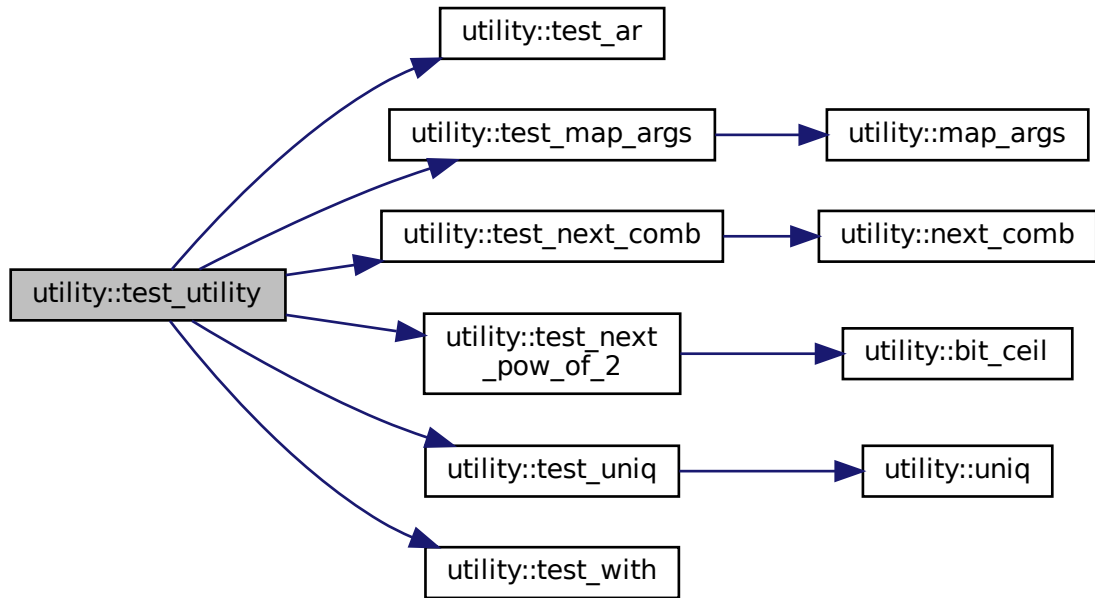 utility::test_ar
utility::test_map_args
utility::map_args
utility::test_next_comb
utility::next_comb
utility::test_utility
utility::test_next
_pow_of_2
utility::bit_ceil
utility::test_uniq
utility::uniq
utility::test_with